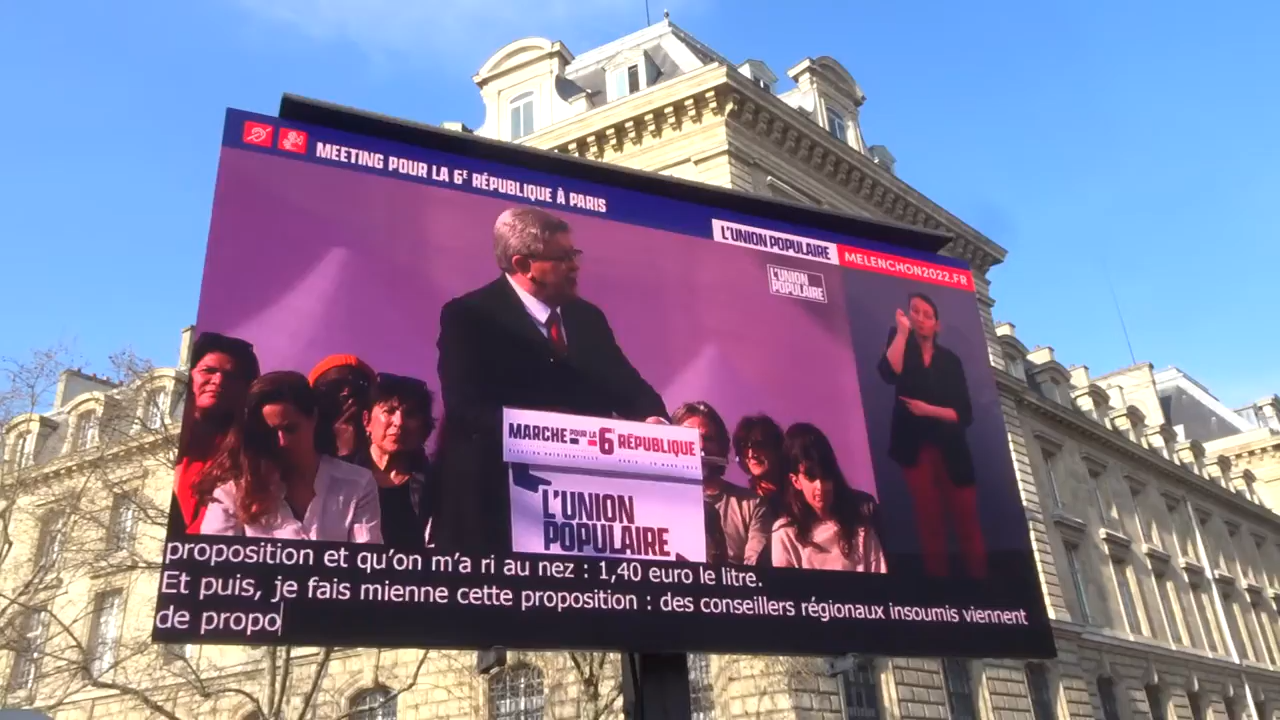 MEETING POUR LA 6E RÉPUBLIQUE À PARIS
L'UNION POPULAIRE
MELENCHON2022.FR
L'UNION
POPULAIRE
MARCHE POUR LA 6E RÉPUBLIQUE
L'UNION
POPULAIRE
proposition et qu'on m'a ri au nez : 1,40 euro le litre.
Et puis, je fais mienne cette proposition : des conseillers régionaux insoumis viennent
de propo